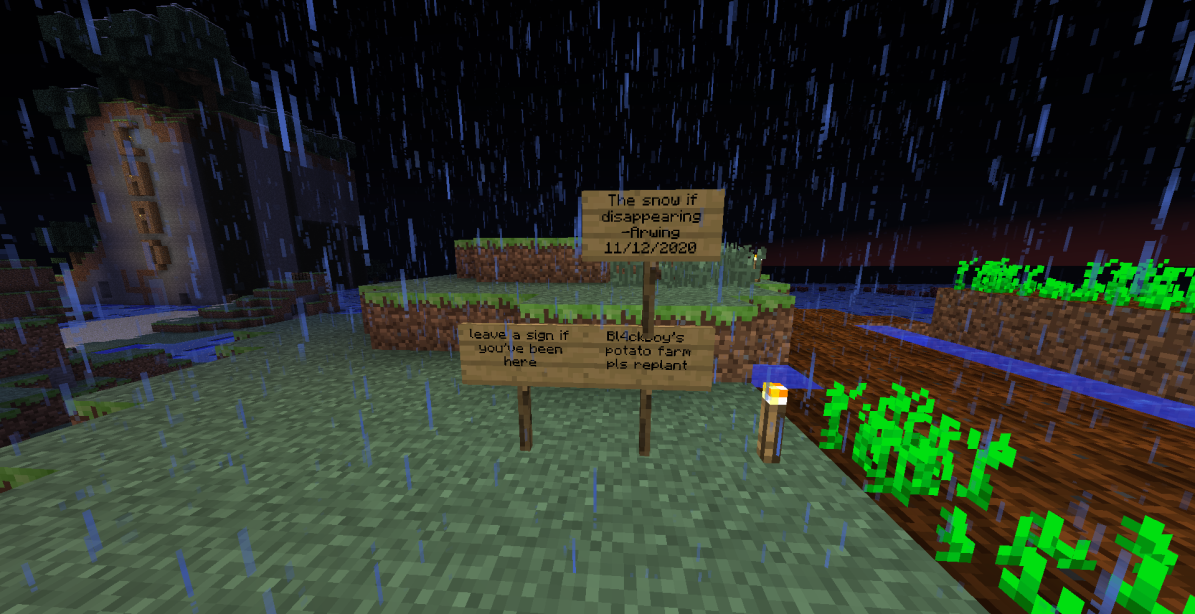 The snow if
disappearing
-Arwing
11/12/2020
leave a sign if
you've been
here
Bl4ckboy's
potato farm
pls replant